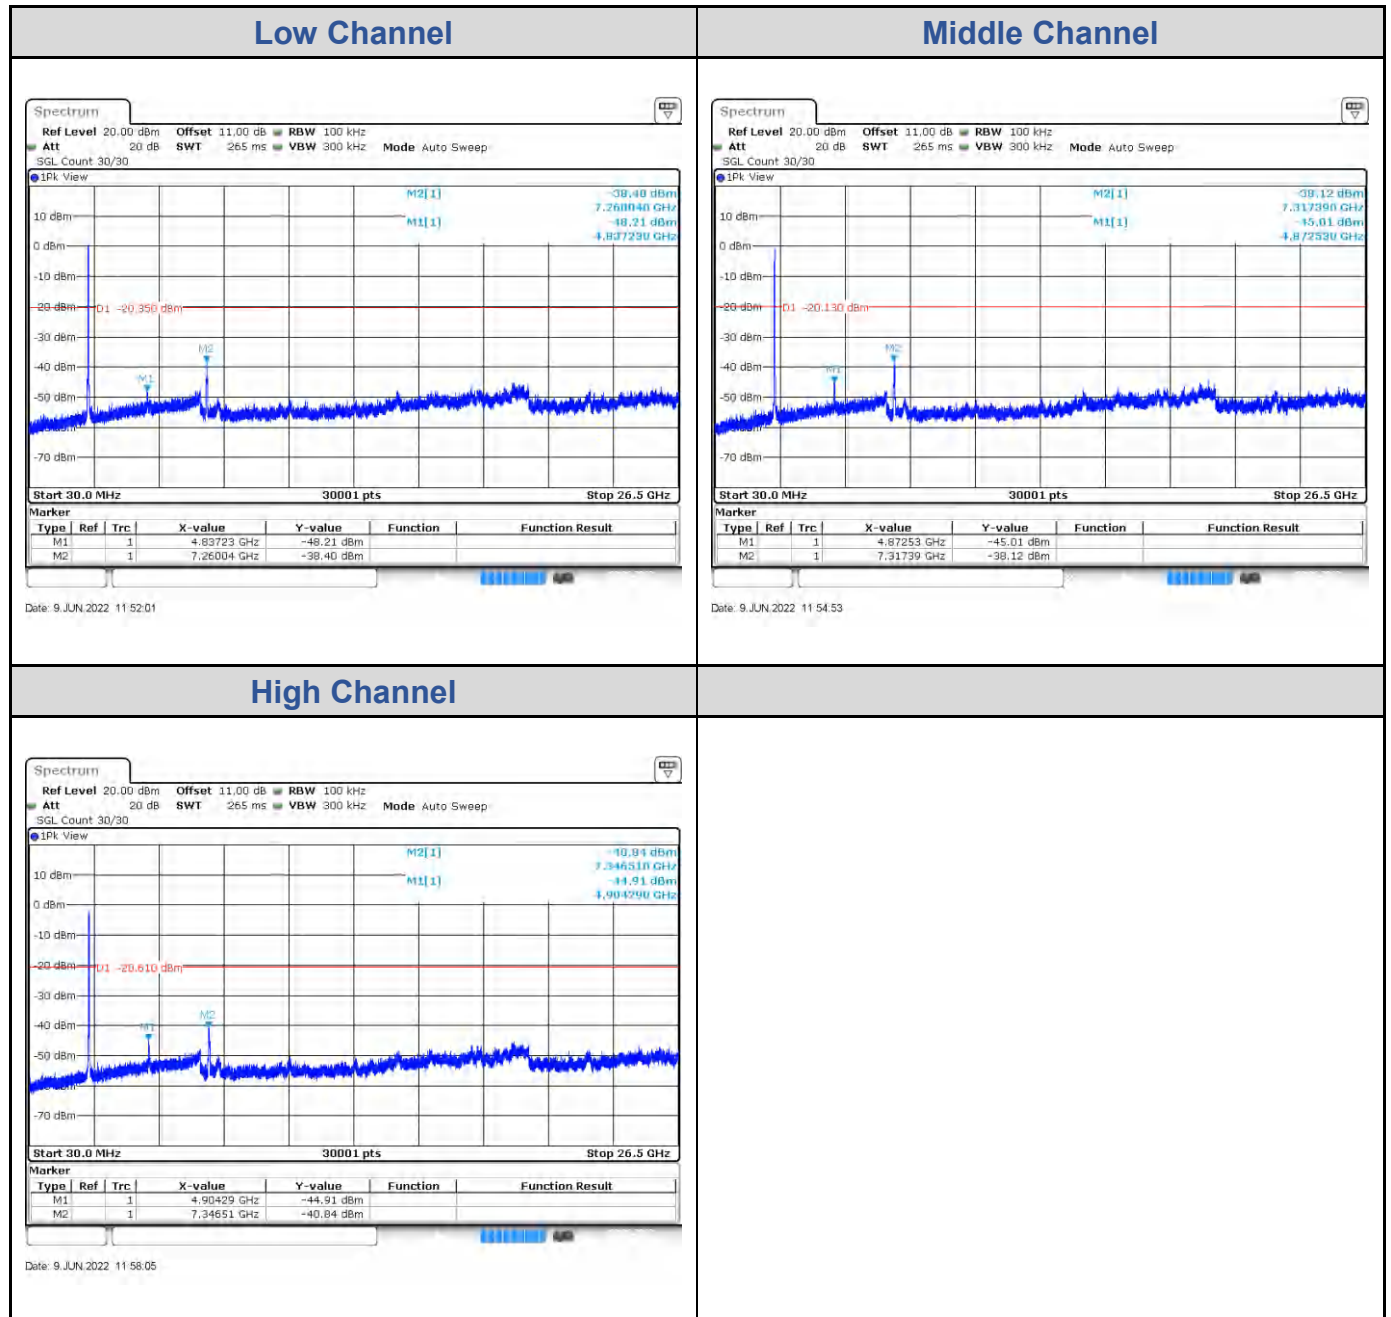 Low Channel
Middle Channel
Spectrum
Ref Level 20.00 dBm Offset 11.00 dB RBW 100 kHz
Att 20 dB SWT 265 ms VBW 300 kHz Mode Auto Sweep
SGL Count 30/30
1Pk View
M2[1] -38.40 dBm
7.260040 GHz
10 dBm
M1[1] -48.21 dBm
4.837230 GHz
0 dBm
-10 dBm
-20 dBm D1 -20.350 dBm
-30 dBm
M2
-40 dBm
M1
-50 dBm
-70 dBm
Start 30.0 MHz 30001 pts Stop 26.5 GHz
Marker
Type Ref Trc X-value Y-value Function Function Result
M1 1 4.83723 GHz -48.21 dBm
M2 1 7.26004 GHz -38.40 dBm
Date: 9.JUN.2022 11:52:01
Spectrum
Ref Level 20.00 dBm Offset 11.00 dB RBW 100 kHz
Att 20 dB SWT 265 ms VBW 300 kHz Mode Auto Sweep
SGL Count 30/30
1Pk View
M2[1] -38.12 dBm
7.317390 GHz
10 dBm
M1[1] -45.01 dBm
4.872530 GHz
0 dBm
-10 dBm
-20 dBm D1 -20.130 dBm
-30 dBm
M2
-40 dBm
M1
-50 dBm
-70 dBm
Start 30.0 MHz 30001 pts Stop 26.5 GHz
Marker
Type Ref Trc X-value Y-value Function Function Result
M1 1 4.87253 GHz -45.01 dBm
M2 1 7.31739 GHz -38.12 dBm
Date: 9.JUN.2022 11:54:53
High Channel
Spectrum
Ref Level 20.00 dBm Offset 11.00 dB RBW 100 kHz
Att 20 dB SWT 265 ms VBW 300 kHz Mode Auto Sweep
SGL Count 30/30
1Pk View
M2[1] -40.84 dBm
7.346510 GHz
10 dBm
M1[1] -44.91 dBm
4.904290 GHz
0 dBm
-10 dBm
-20 dBm D1 -20.610 dBm
-30 dBm
M2
-40 dBm
M1
-50 dBm
-70 dBm
Start 30.0 MHz 30001 pts Stop 26.5 GHz
Marker
Type Ref Trc X-value Y-value Function Function Result
M1 1 4.90429 GHz -44.91 dBm
M2 1 7.34651 GHz -40.84 dBm
Date: 9.JUN.2022 11:58:05